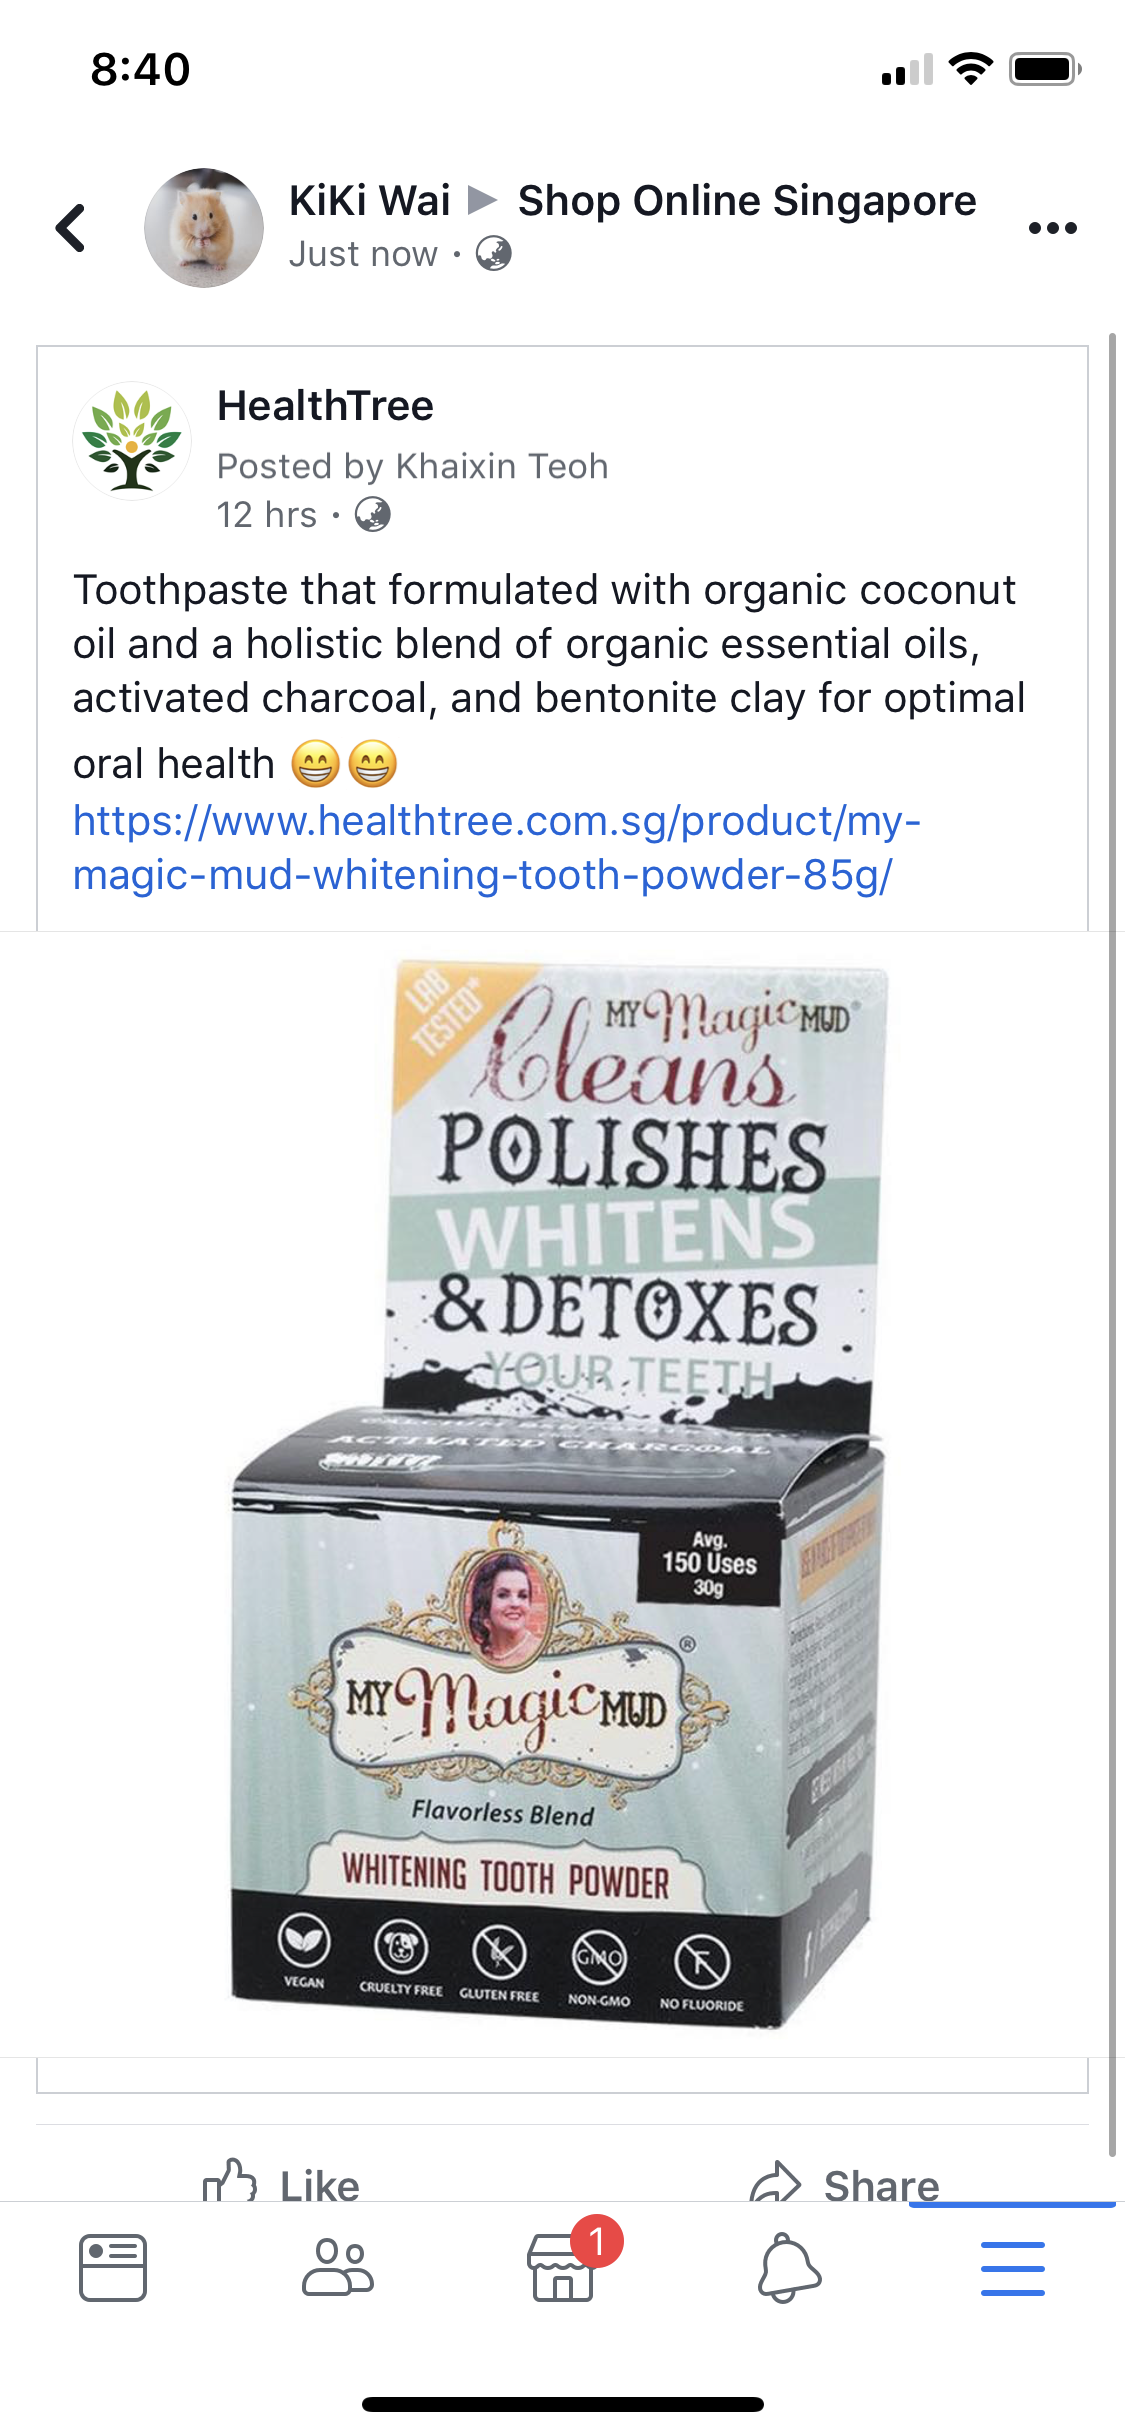 8:40
KiKi Wai ▶ Shop Online Singapore
Just now ·
HealthTree
Posted by Khaixin Teoh
12 hrs ·
Toothpaste that formulated with organic coconut
oil and a holistic blend of organic essential oils,
activated charcoal, and bentonite clay for optimal
oral health 😁😁
https://www.healthtree.com.sg/product/my-
magic-mud-whitening-tooth-powder-85g/
LAB
TESTED*
MY Magic MUD®
Cleans
POLISHES
WHITENS
& DETOXES
YOUR TEETH
ACTIVATED CHARCOAL
Avg.
150 Uses
30g
MY Magic MUD ®
Flavorless Blend
WHITENING TOOTH POWDER
VEGAN
CRUELTY FREE
GLUTEN FREE
GMO
NON-GMO
F
NO FLUORIDE
Like
Share
1